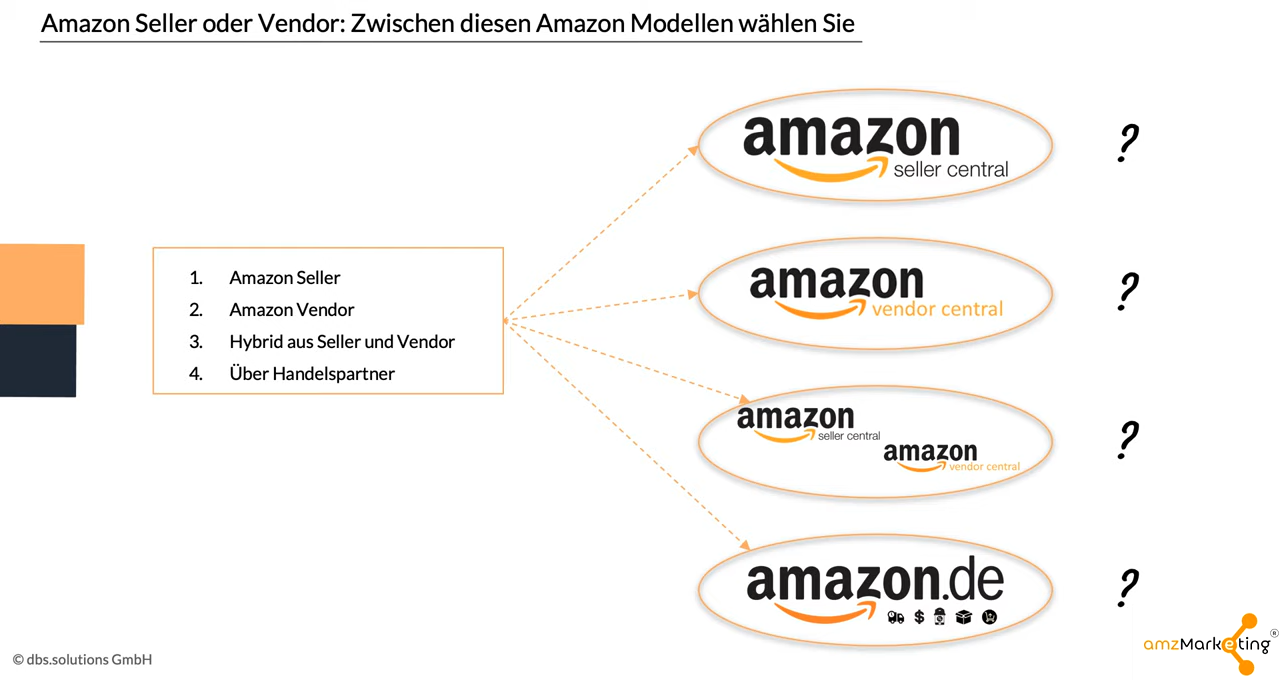 Amazon Seller oder Vendor: Zwischen diesen Amazon Modellen wählen Sie
amazon
seller central
?
1. Amazon Seller
2. Amazon Vendor
3. Hybrid aus Seller und Vendor
4. Über Handelspartner
amazon
vendor central
?
amazon
seller central
amazon
vendor central
?
amazon.de
$
?
amzMarketing®
© dbs.solutions GmbH